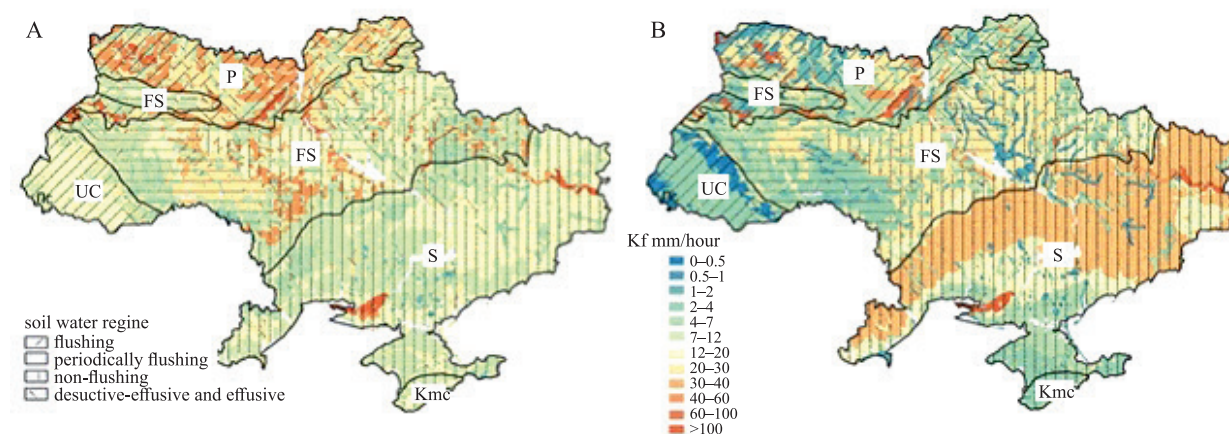 A
P
FS
FS
UC
S
Kmc
soil water regine
flushing
periodically flushing
non-flushing
desuctive-effusive and effusive
B
P
FS
FS
UC
S
Kmc
Kf mm/hour
0–0.5
0.5–1
1–2
2–4
4–7
7–12
12–20
20–30
30–40
40–60
60–100
>100